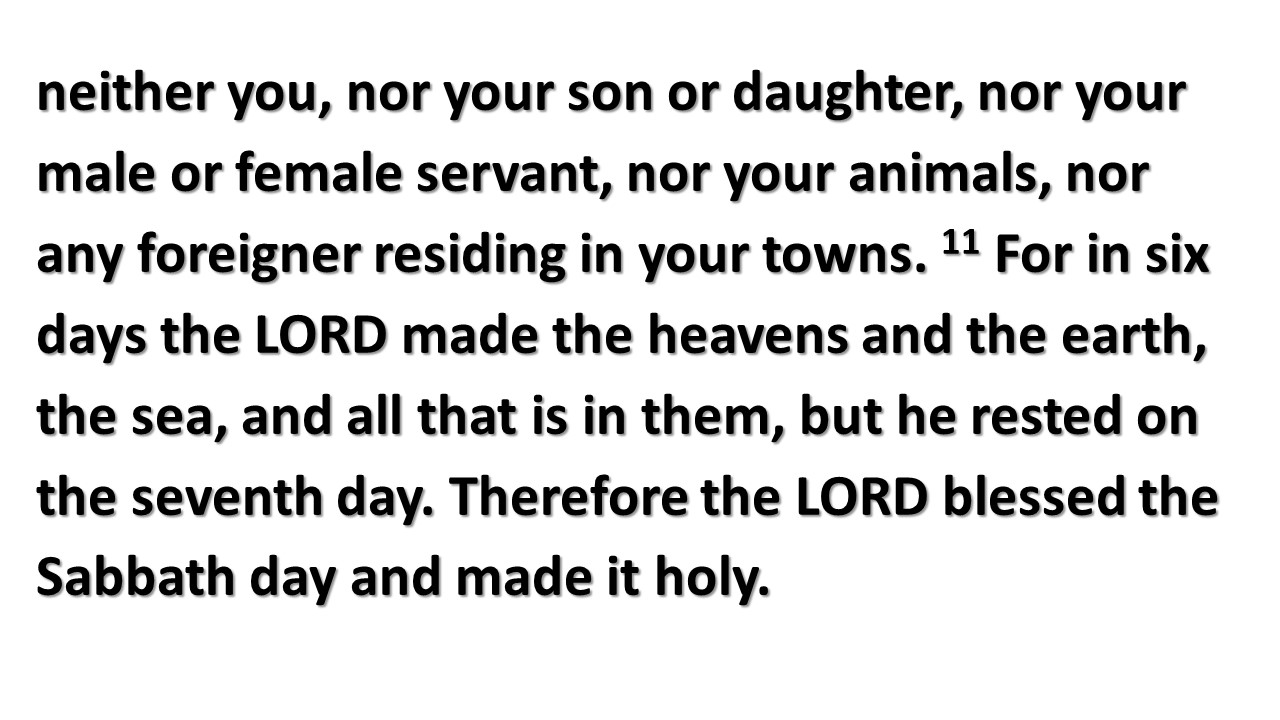 neither you, nor your son or daughter, nor your
male or female servant, nor your animals, nor
any foreigner residing in your towns. 11 For in six
days the LORD made the heavens and the earth,
the sea, and all that is in them, but he rested on
the seventh day. Therefore the LORD blessed the
Sabbath day and made it holy.